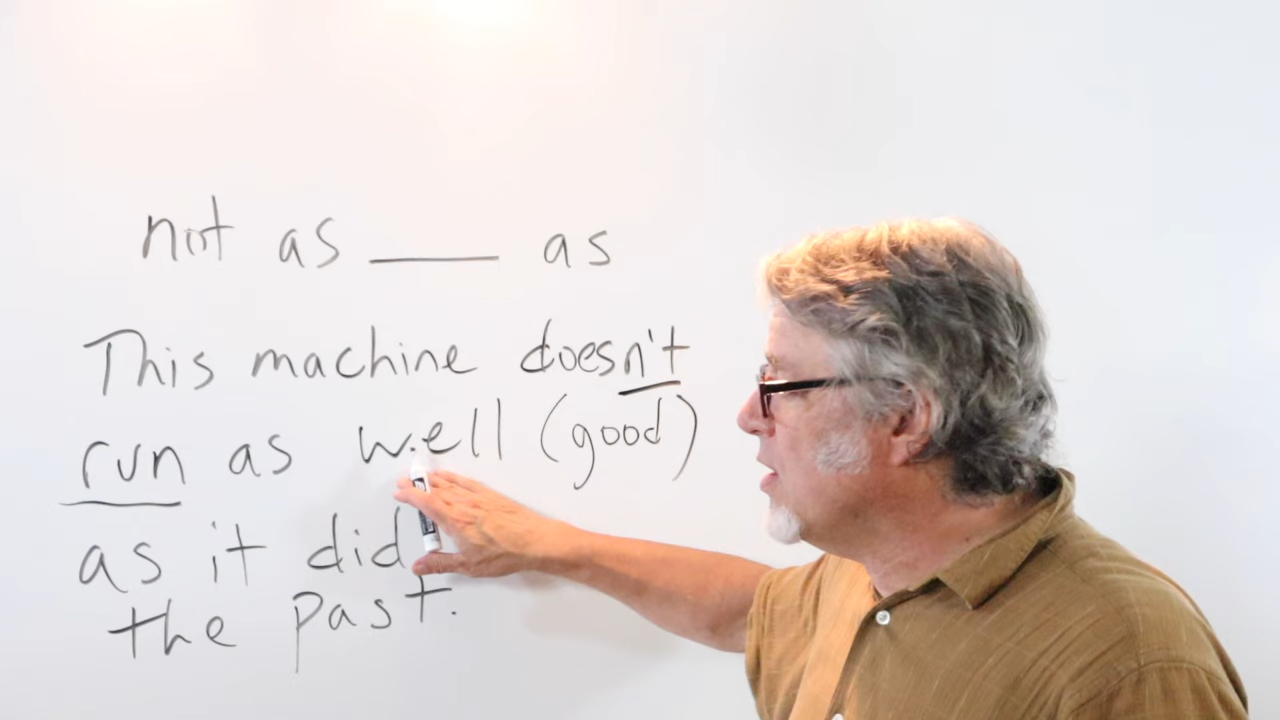 not as ____ as
This machine doesn't
run as well (good)
as it did
the past.